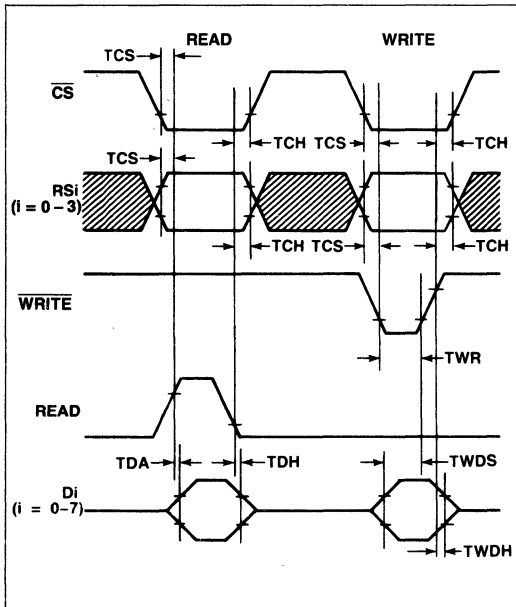 READ WRITE
TCS
CS
TCH TCS TCH
TCS
RSi
(i = 0–3)
TCH TCS TCH
WRITE
TWR
READ
TDA TDH TWDS
Di
(i = 0–7)
TWDH